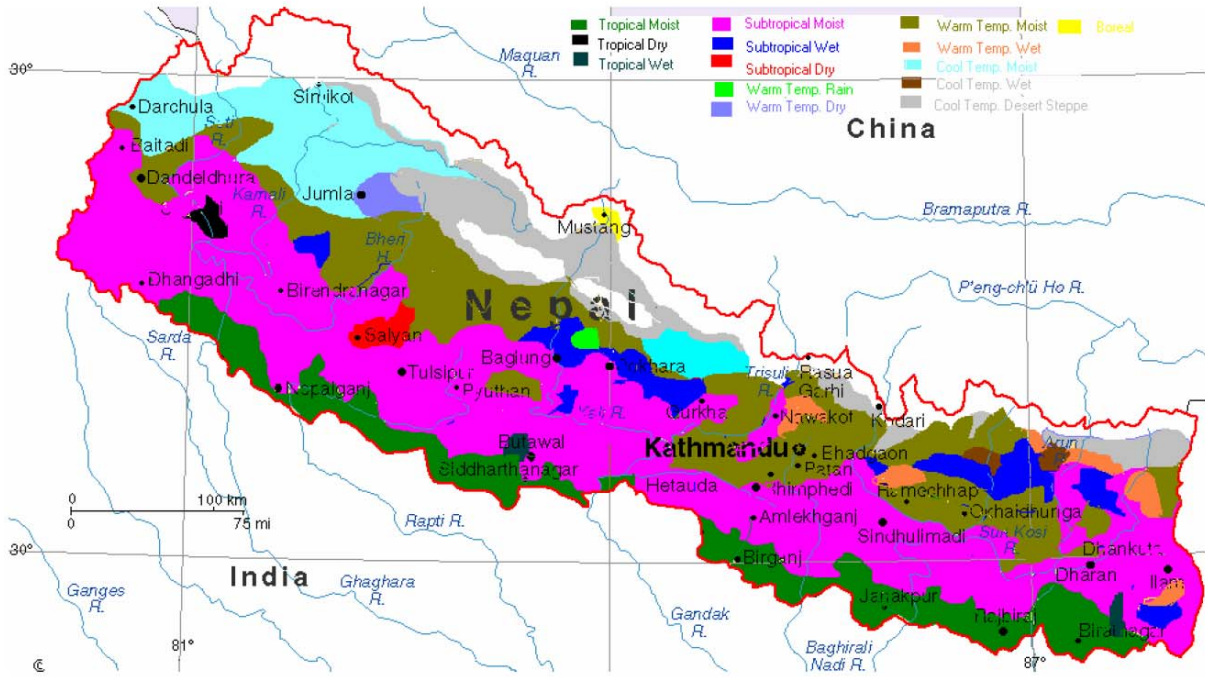 Tropical Moist
Tropical Dry
Tropical Wet
Subtropical Moist
Subtropical Wet
Subtropical Dry
Warm Temp. Rain
Warm Temp. Dry
Warm Temp. Moist
Warm Temp. Wet
Cool Temp. Moist
Cool Temp. Wet
Cool Temp. Desert Steppe
Boreal
Maquan
R.
30°
Simikot
Darchula
Seti
R.
China
Baitadi
Dandeldhura
Karnali
R.
Jumla
Bramaputra R.
Mustang
Bheri
Dhangadhi
Birendranagar
Nepal
P'eng-ch'ü Ho R.
Sarda
R.
Salyan
Baglung
Pokhara
Trisuli
R.
Rasua
Garhi
Tulsipur
Nepalganj
Pyuthan
Gurkha
Nawakot
Kodari
Butawal
Kathmandu
Arun
R.
Siddharthanagar
Patan
Hetauda
Bhimphedi
Ramechhap
0 100 km
0 75 mi
Okhaldhunga
Amlekhganj
Sindhulimadi
Sun Kosi
R.
Rapti R.
30°
Birganj
Dhankuta
Dharan
Ilam
India
Ganges
R.
Ghaghara
R.
Gandak
R.
Janakpur
Rajbiraj
Biratnagar
Baghirali
Nadi R.
81°
87°